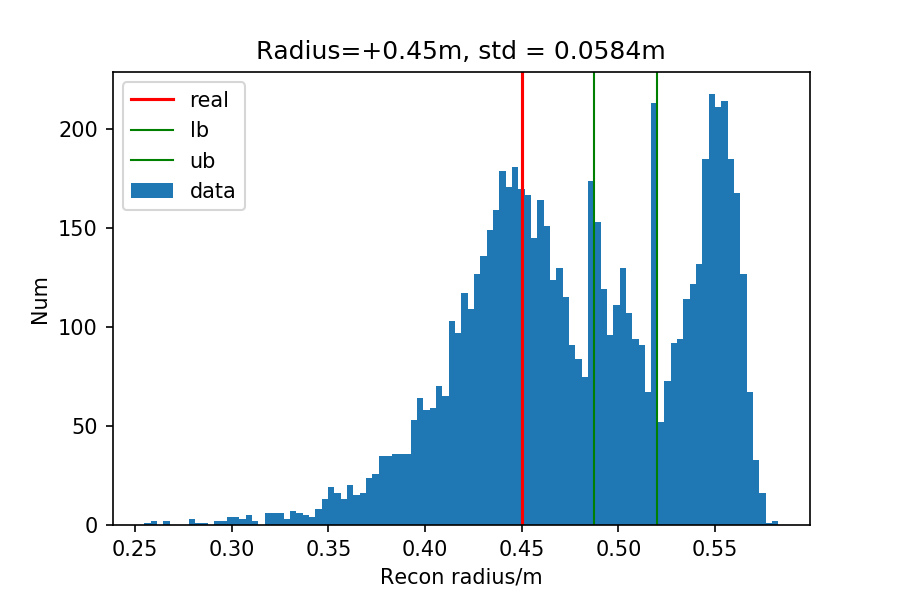 Radius=+0.45m, std = 0.0584m
real
lb
ub
data
200
150
100
50
0
Num
0.25 0.30 0.35 0.40 0.45 0.50 0.55
Recon radius/m